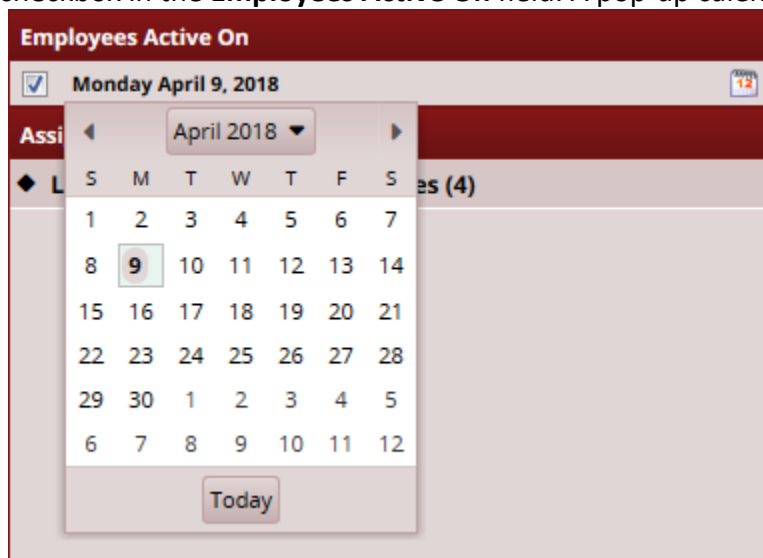 Employees Active On
Monday April 9, 2018
12
Assi
April 2018
S M T W T F S
L
es (4)
1 2 3 4 5 6 7
8 9 10 11 12 13 14
15 16 17 18 19 20 21
22 23 24 25 26 27 28
29 30 1 2 3 4 5
6 7 8 9 10 11 12
Today